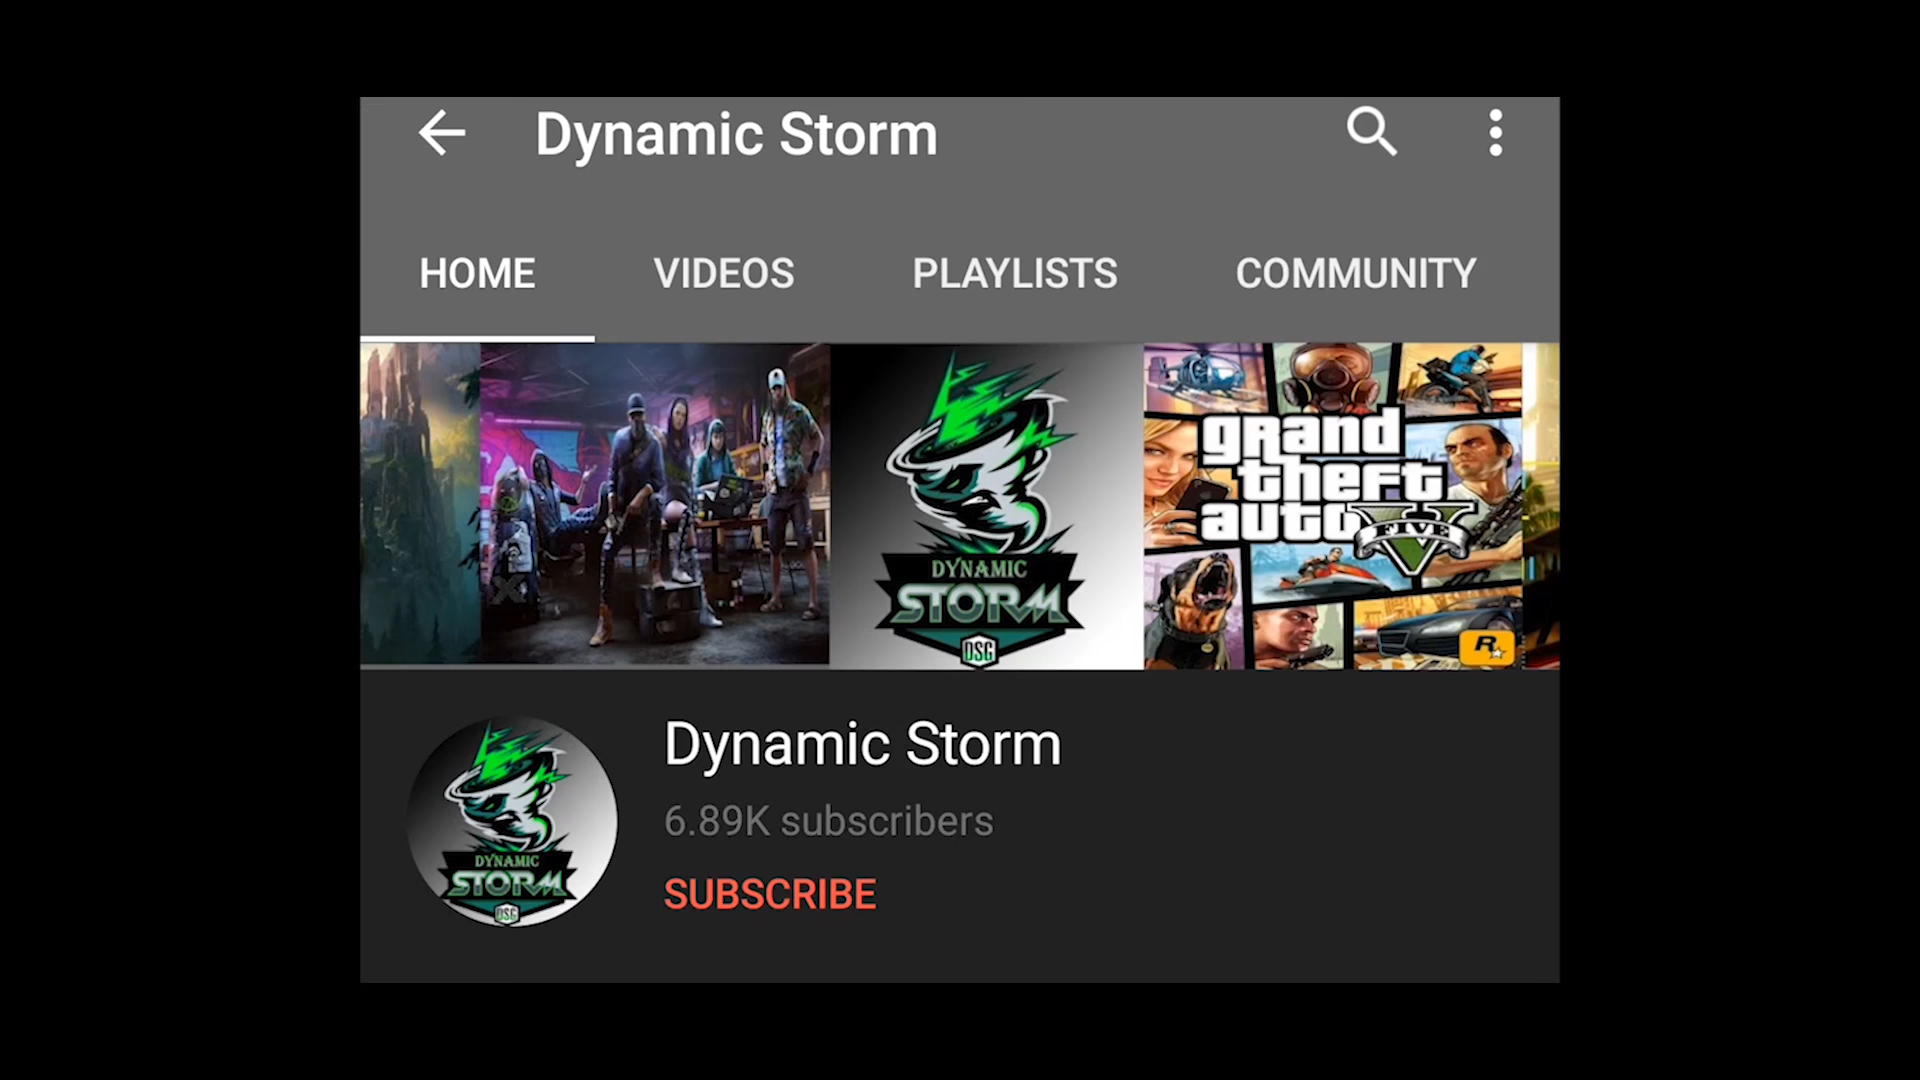 Dynamic Storm
HOME VIDEOS PLAYLISTS COMMUNITY
DYNAMIC
STORM
DSG
grand
theft
auto
FIVE
R
Dynamic Storm
6.89K subscribers
SUBSCRIBE
DYNAMIC
STORM
DSG